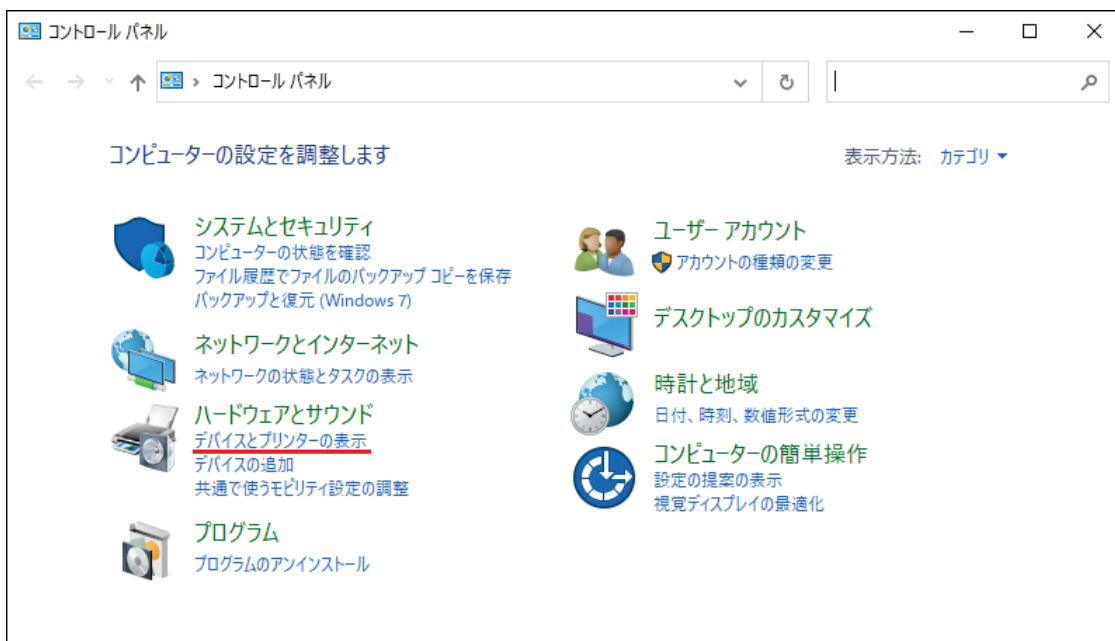 コントロール パネル
コントロール パネル
コンピューターの設定を調整します
表示方法: カテゴリ
システムとセキュリティ
コンピューターの状態を確認
ファイル履歴でファイルのバックアップ コピーを保存
バックアップと復元 (Windows 7)
ネットワークとインターネット
ネットワークの状態とタスクの表示
ハードウェアとサウンド
デバイスとプリンターの表示
デバイスの追加
共通で使うモビリティ設定の調整
プログラム
プログラムのアンインストール
ユーザー アカウント
アカウントの種類の変更
デスクトップのカスタマイズ
時計と地域
日付、時刻、数値形式の変更
コンピューターの簡単操作
設定の提案の表示
視覚ディスプレイの最適化